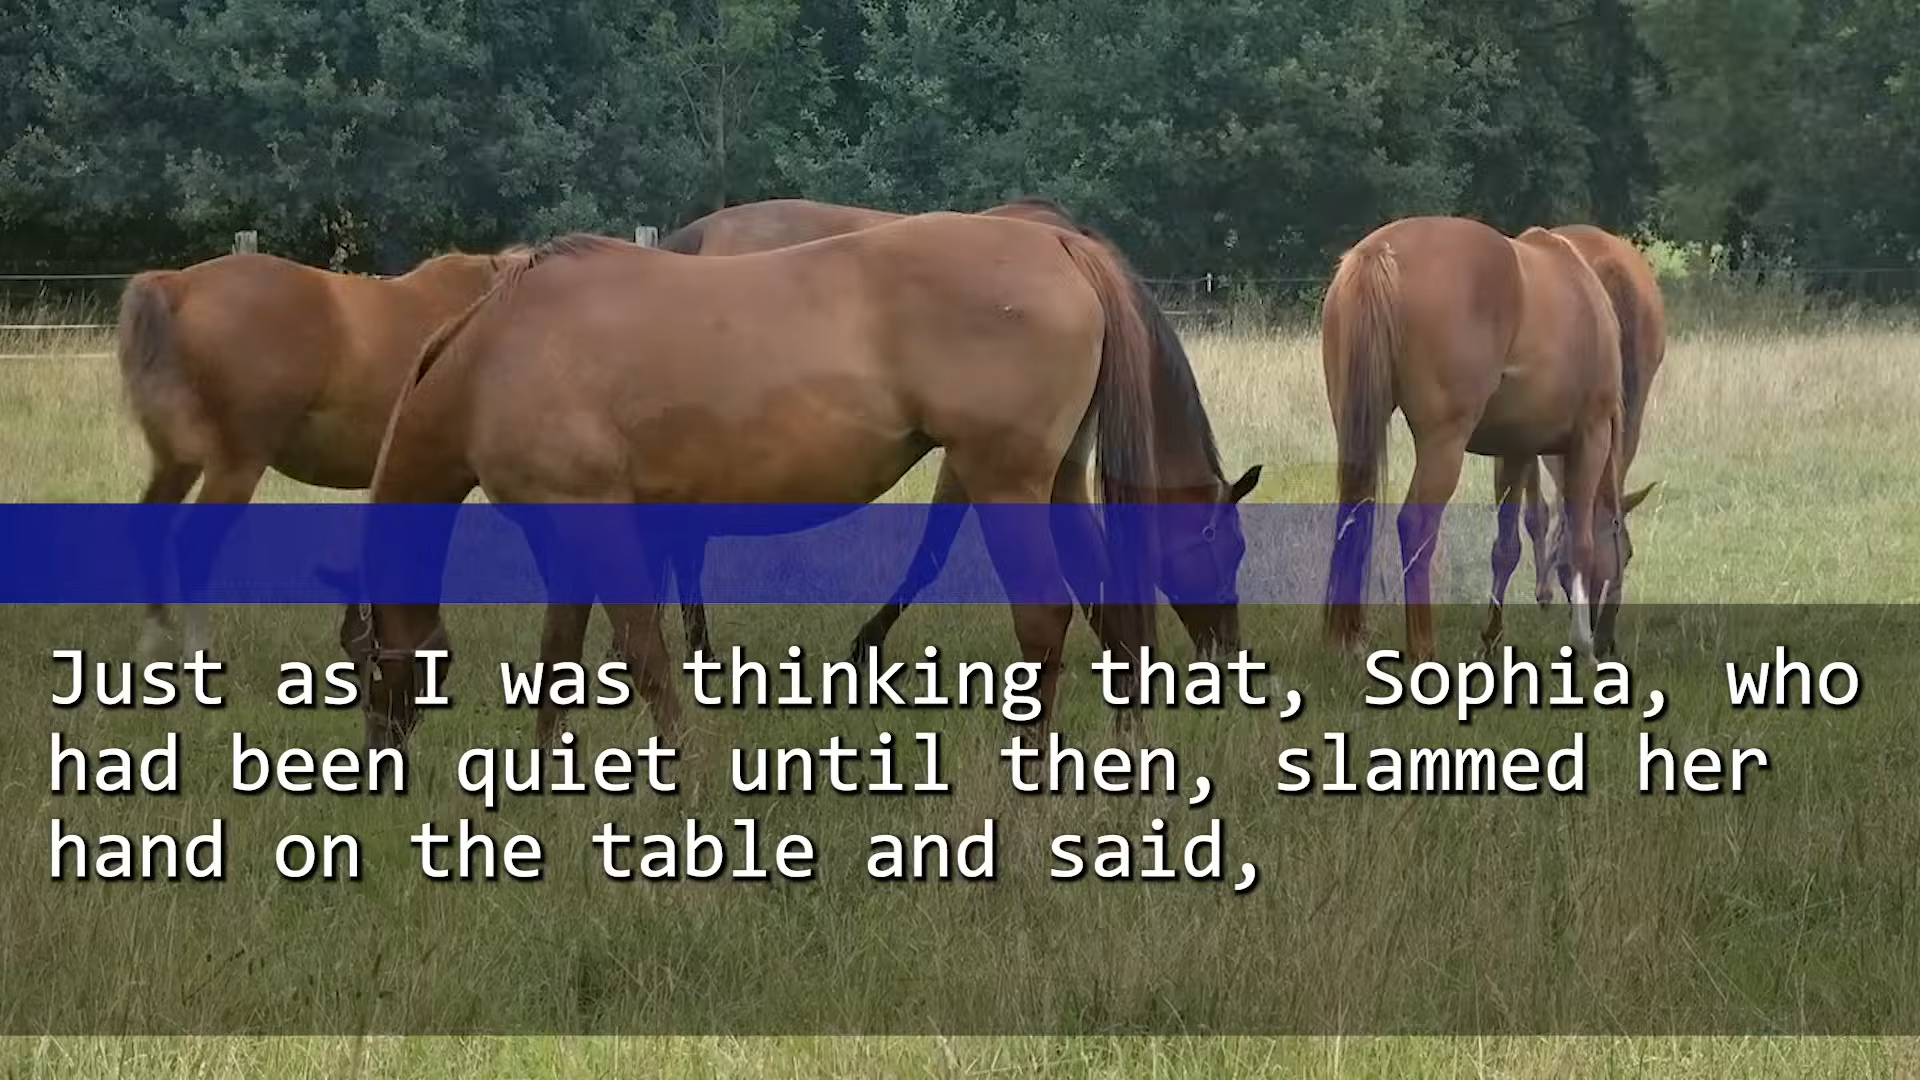 Just as I was thinking that, Sophia, who
had been quiet until then, slammed her
hand on the table and said,